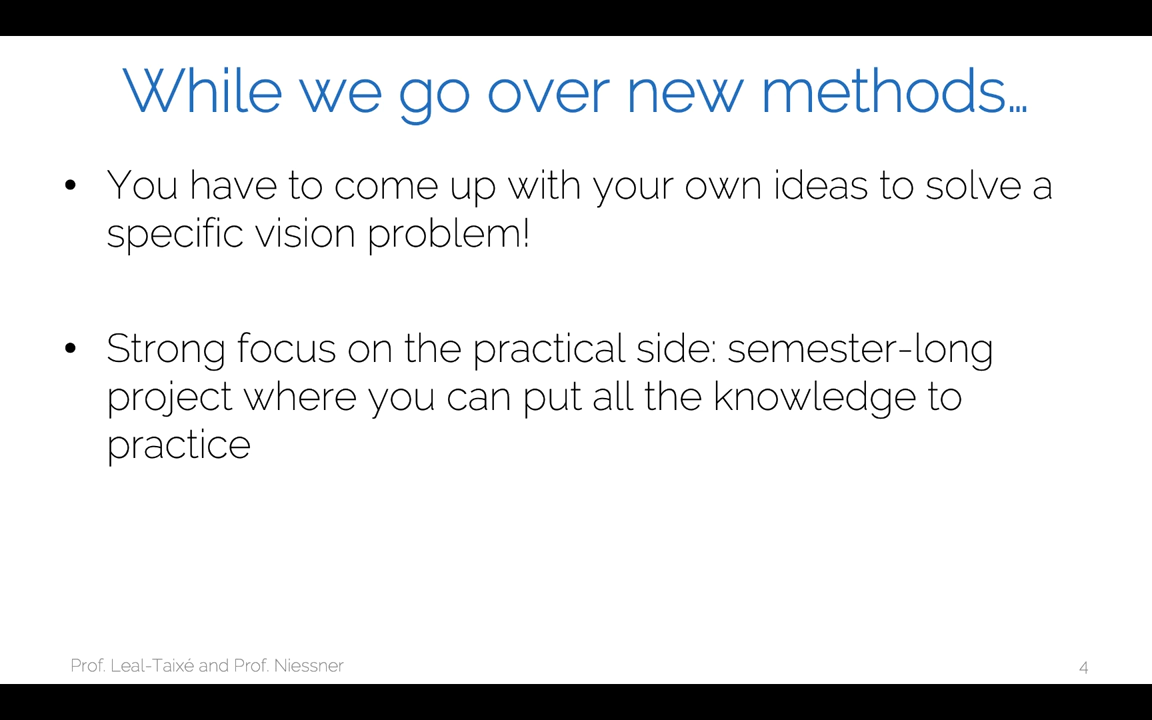 While we go over new methods...
• You have to come up with your own ideas to solve a
specific vision problem!
• Strong focus on the practical side: semester-long
project where you can put all the knowledge to
practice
Prof. Leal-Taixé and Prof. Niessner
4